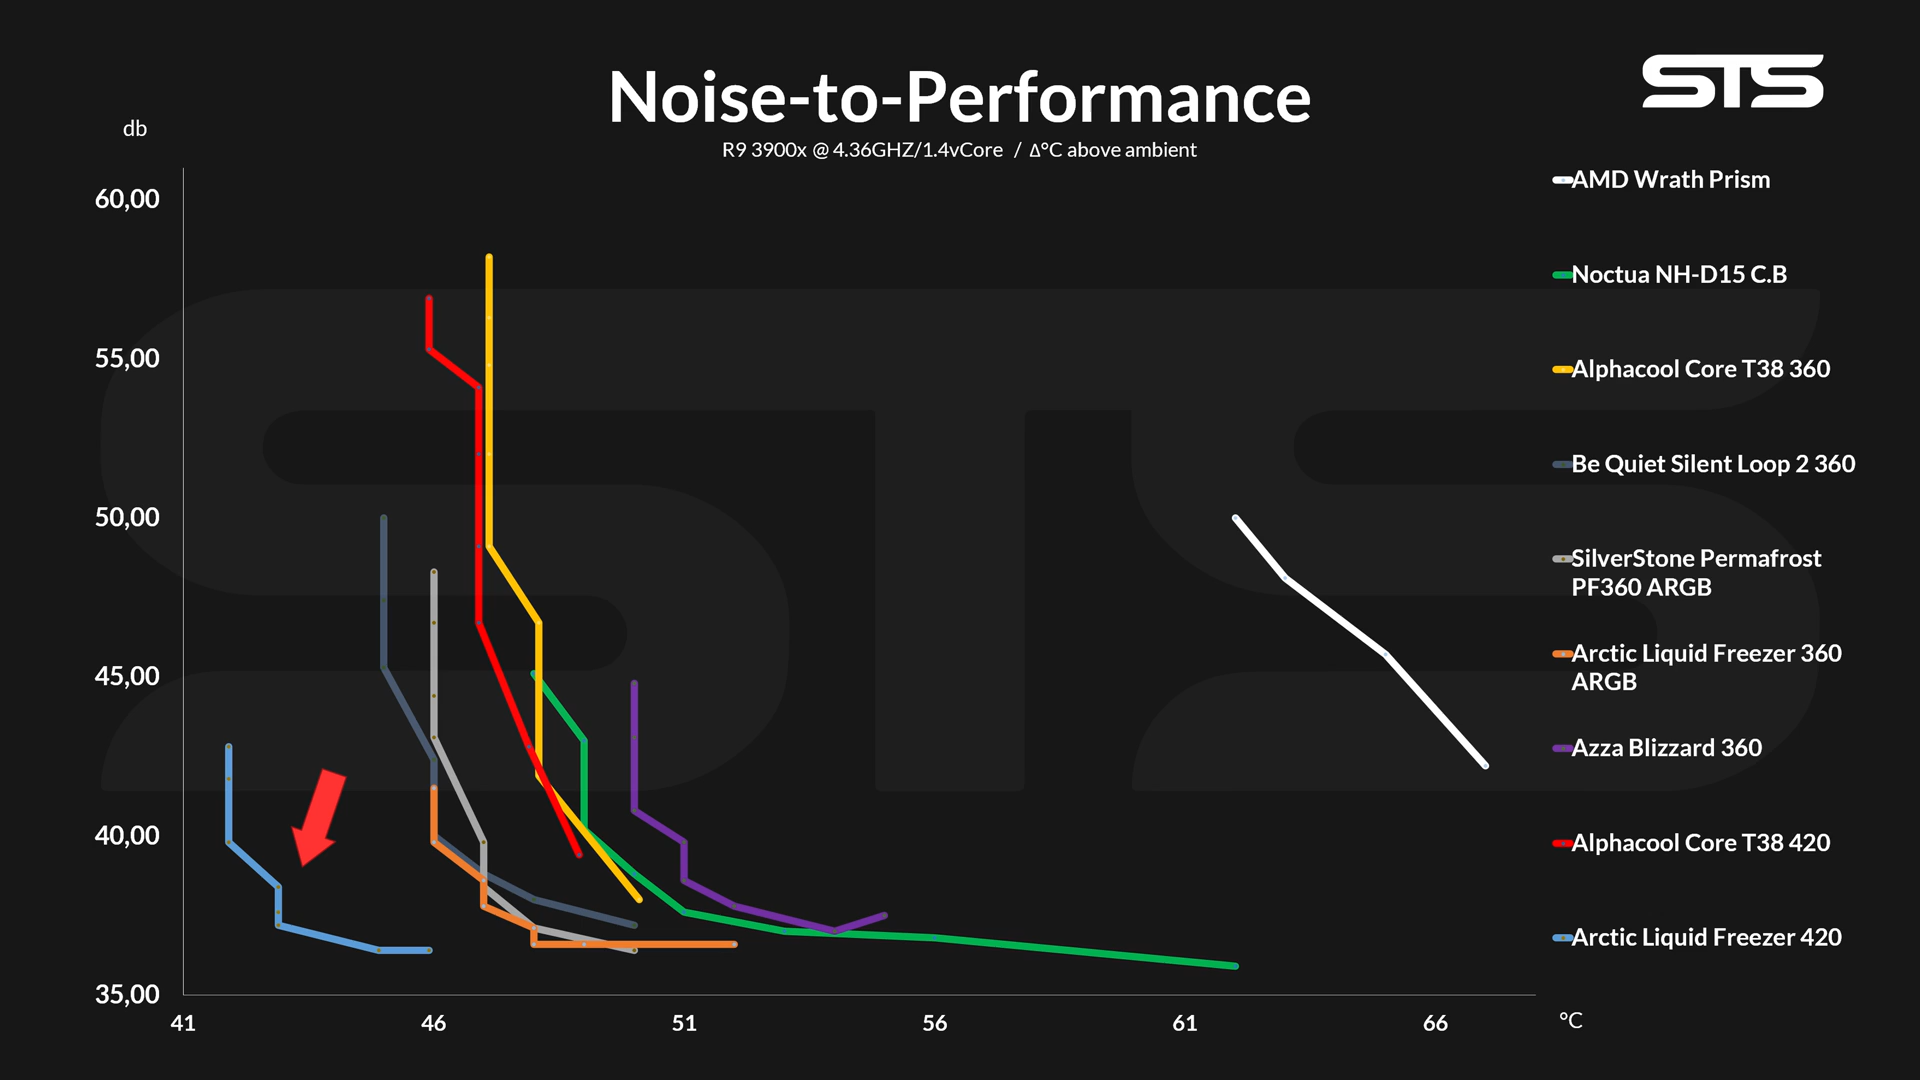 Noise-to-Performance
STS
db
R9 3900x @ 4.36GHZ/1.4vCore / Δ°C above ambient
60,00
55,00
50,00
45,00
40,00
35,00
41
46
51
56
61
66
°C
AMD Wrath Prism
Noctua NH-D15 C.B
Alphacool Core T38 360
Be Quiet Silent Loop 2 360
SilverStone Permafrost
PF360 ARGB
Arctic Liquid Freezer 360
ARGB
Azza Blizzard 360
Alphacool Core T38 420
Arctic Liquid Freezer 420
STS